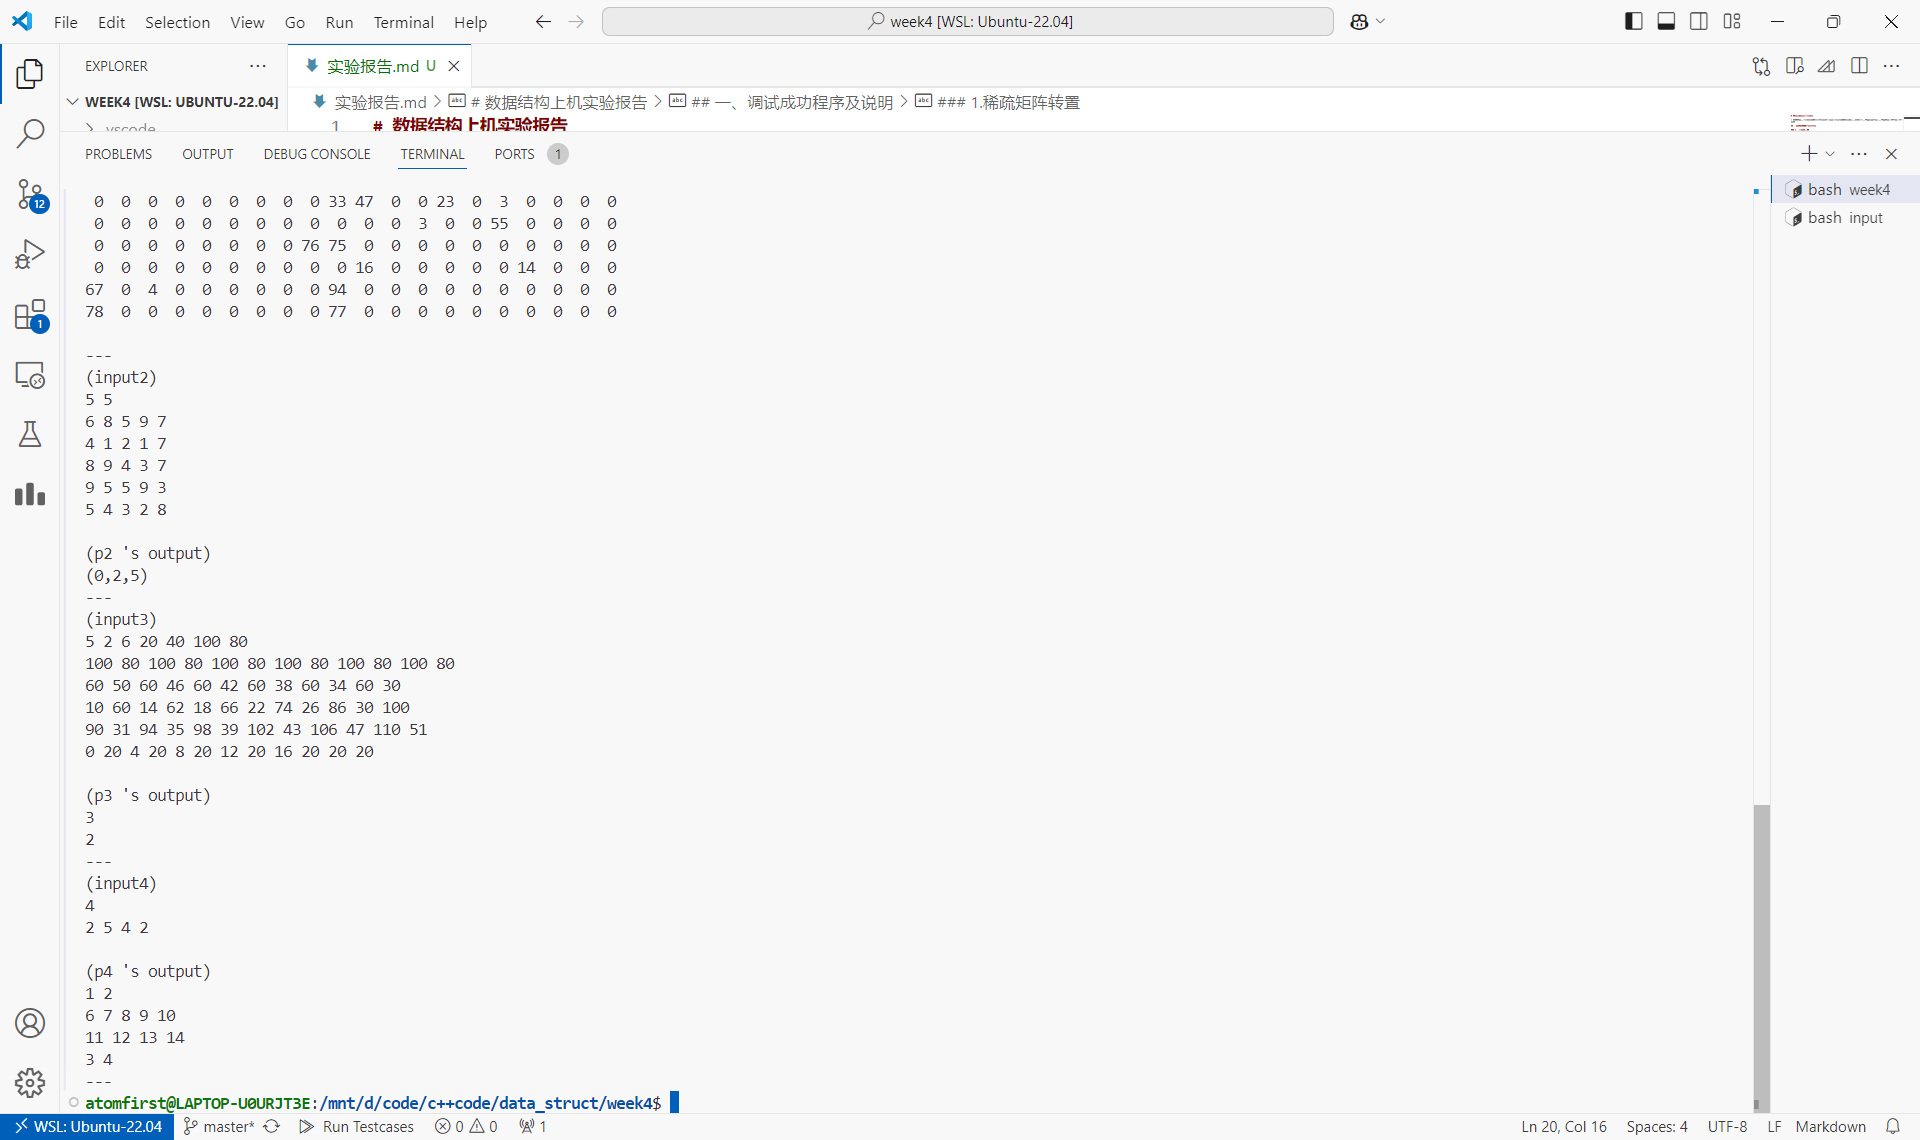 File Edit Selection View Go Run Terminal Help
week4 [WSL: Ubuntu-22.04]
EXPLORER
实验报告.md U
WEEK4 [WSL: UBUNTU-22.04]
实验报告.md > # 数据结构上机实验报告 > ## 一、调试成功程序及说明 > ### 1.稀疏矩阵转置
.vscode
1 # 数据结构上机实验报告
PROBLEMS OUTPUT DEBUG CONSOLE TERMINAL PORTS 1
bash week4
bash input
12
1
0 0 0 0 0 0 0 0 0 33 47 0 0 23 0 3 0 0 0 0
0 0 0 0 0 0 0 0 0 0 0 0 3 0 0 55 0 0 0 0
0 0 0 0 0 0 0 0 76 75 0 0 0 0 0 0 0 0 0 0
0 0 0 0 0 0 0 0 0 0 16 0 0 0 0 0 14 0 0 0
67 0 4 0 0 0 0 0 0 94 0 0 0 0 0 0 0 0 0 0
78 0 0 0 0 0 0 0 0 77 0 0 0 0 0 0 0 0 0 0
---
(input2)
5 5
6 8 5 9 7
4 1 2 1 7
8 9 4 3 7
9 5 5 9 3
5 4 3 2 8
(p2 's output)
(0,2,5)
---
(input3)
5 2 6 20 40 100 80
100 80 100 80 100 80 100 80 100 80 100 80
60 50 60 46 60 42 60 38 60 34 60 30
10 60 14 62 18 66 22 74 26 86 30 100
90 31 94 35 98 39 102 43 106 47 110 51
0 20 4 20 8 20 12 20 16 20 20 20
(p3 's output)
3
2
---
(input4)
4
2 5 4 2
(p4 's output)
1 2
6 7 8 9 10
11 12 13 14
3 4
---
atomfirst@LAPTOP-U0URJT3E:/mnt/d/code/c++code/data_struct/week4$
WSL: Ubuntu-22.04 master* Run Testcases 0 0 1 Ln 20, Col 16 Spaces: 4 UTF-8 LF Markdown